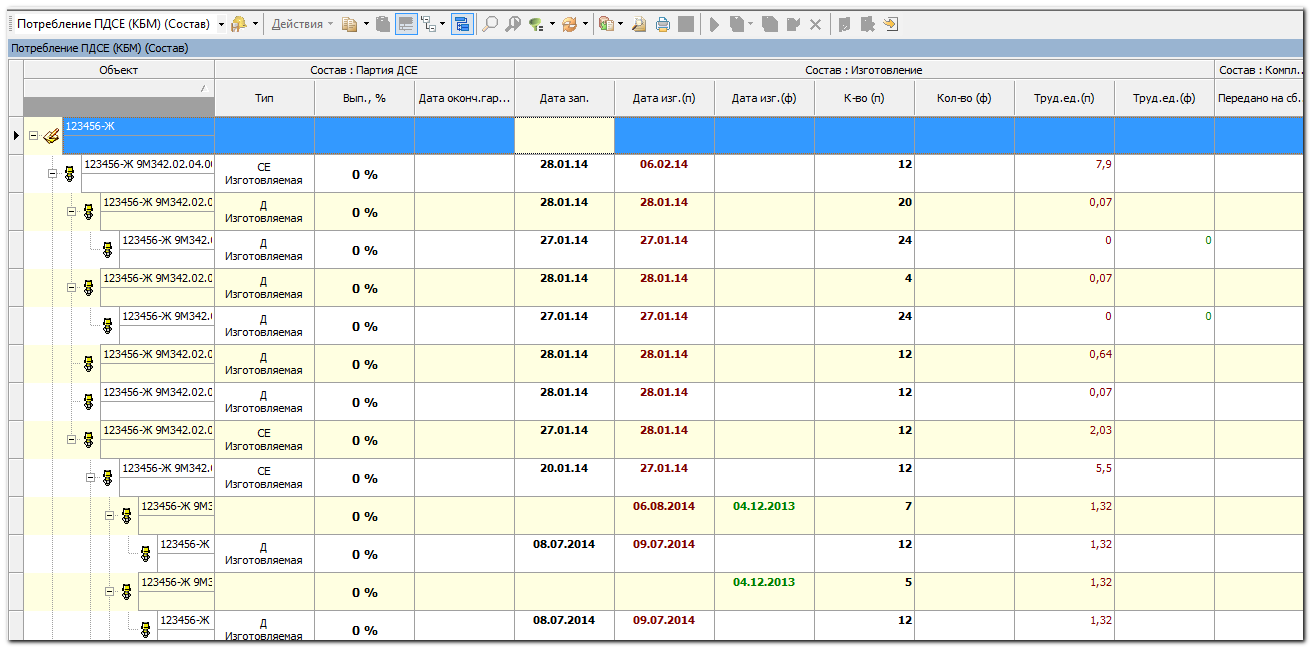 Потребление ПДСЕ (КБМ) (Состав) Действия
Потребление ПДСЕ (КБМ) (Состав)
Объект Состав : Партия ДСЕ Состав : Изготовление Состав : Компл...
Тип Вып., % Дата оконч.гар... Дата зап. Дата изг.(п) Дата изг.(ф) К-во (п) Кол-во (ф) Труд.ед.(п) Труд.ед.(ф) Передано на сб.
123456-Ж
123456-Ж 9М342.02.04.0 СЕ Изготовляемая 0 % 28.01.14 06.02.14 12 7,9
123456-Ж 9М342.02.0 Д Изготовляемая 0 % 28.01.14 28.01.14 20 0,07
123456-Ж 9М342. Д Изготовляемая 0 % 27.01.14 27.01.14 24 0 0
123456-Ж 9М342.02.0 Д Изготовляемая 0 % 28.01.14 28.01.14 4 0,07
123456-Ж 9М342. Д Изготовляемая 0 % 27.01.14 27.01.14 24 0 0
123456-Ж 9М342.02.0 Д Изготовляемая 0 % 28.01.14 28.01.14 12 0,64
123456-Ж 9М342.02.0 Д Изготовляемая 0 % 28.01.14 28.01.14 12 0,07
123456-Ж 9М342.02.0 СЕ Изготовляемая 0 % 27.01.14 28.01.14 12 2,03
123456-Ж 9М342. СЕ Изготовляемая 0 % 20.01.14 27.01.14 12 5,5
123456-Ж 9М3 0 % 06.08.2014 04.12.2013 7 1,32
123456-Ж Д Изготовляемая 0 % 08.07.2014 09.07.2014 12 1,32
123456-Ж 9М3 0 % 04.12.2013 5 1,32
123456-Ж Д Изготовляемая 0 % 08.07.2014 09.07.2014 12 1,32